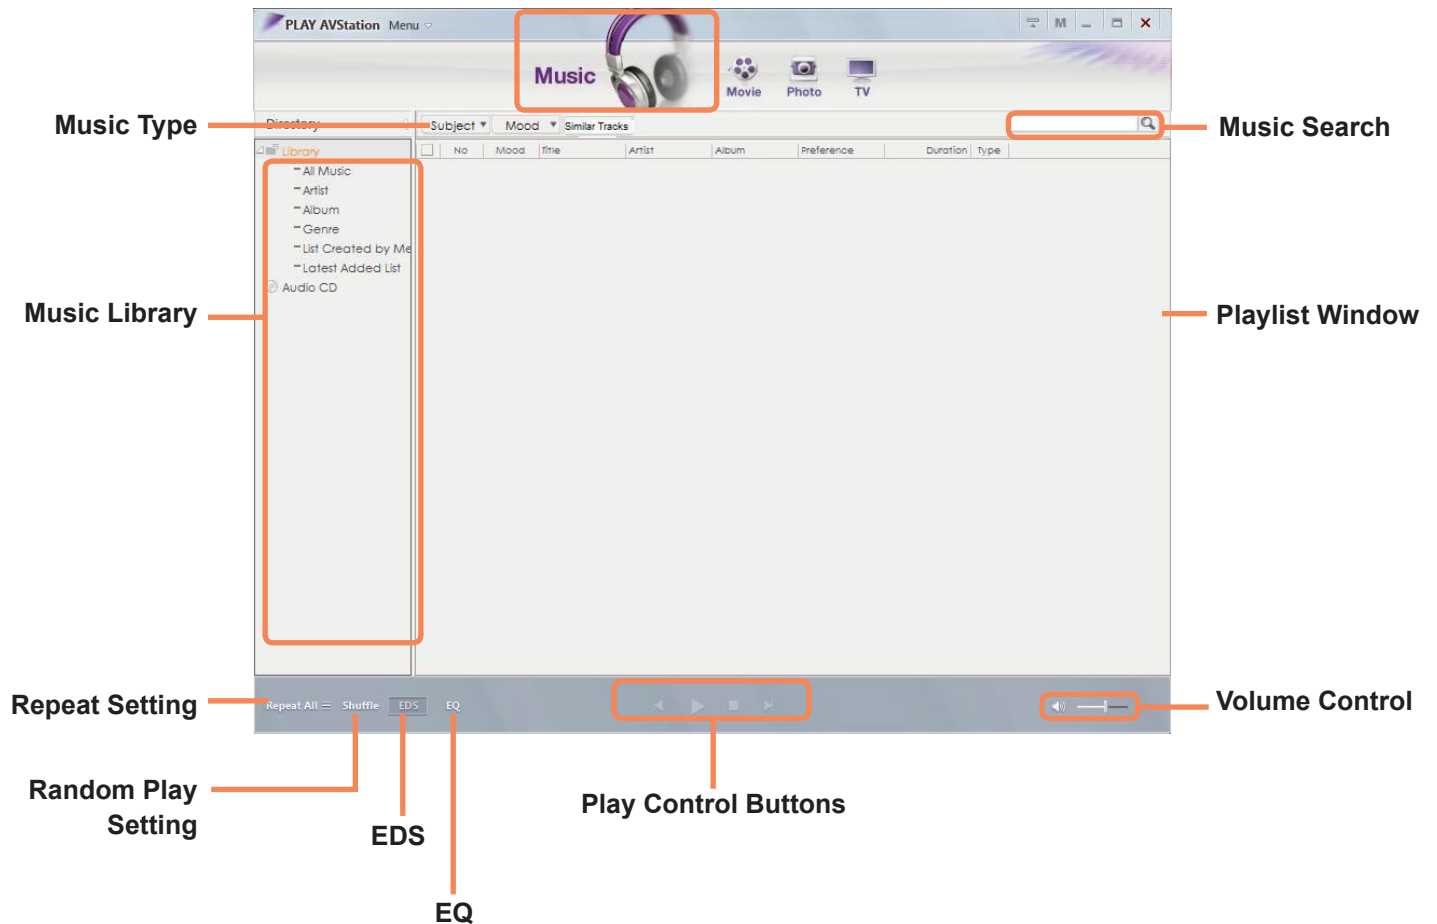 PLAY AVStation Menu
M
Music
Movie Photo TV
Music Type
Directory
Subject Mood Similar Tracks
Music Search
Library
No Mood Title Artist Album Preference Duration Type
All Music
Artist
Album
Genre
List Created by Me
Latest Added List
Audio CD
Music Library
Playlist Window
Repeat Setting
Repeat All Shuffle EDS EQ
Volume Control
Random Play
Setting
Play Control Buttons
EDS
EQ